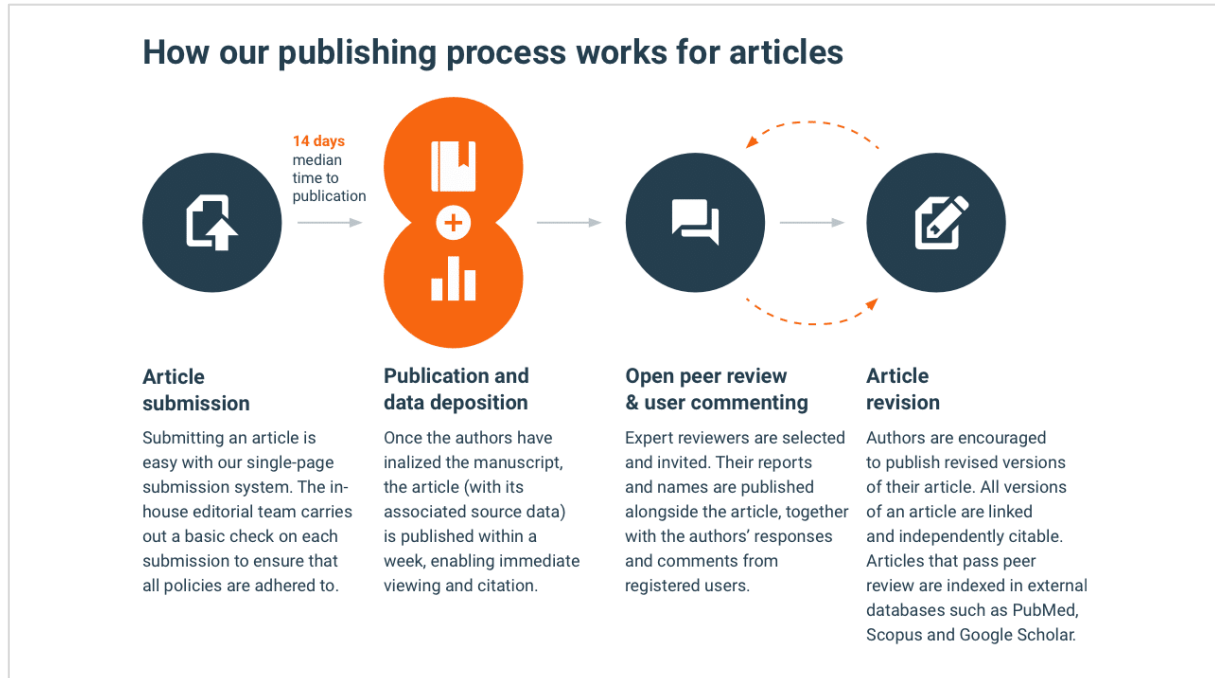 How our publishing process works for articles
14 days
median
time to
publication
Article
submission
Submitting an article is
easy with our single-page
submission system. The in-
house editorial team carries
out a basic check on each
submission to ensure that
all policies are adhered to.
Publication and
data deposition
Once the authors have
inalized the manuscript,
the article (with its
associated source data)
is published within a
week, enabling immediate
viewing and citation.
Open peer review
& user commenting
Expert reviewers are selected
and invited. Their reports
and names are published
alongside the article, together
with the authors’ responses
and comments from
registered users.
Article
revision
Authors are encouraged
to publish revised versions
of their article. All versions
of an article are linked
and independently citable.
Articles that pass peer
review are indexed in external
databases such as PubMed,
Scopus and Google Scholar.